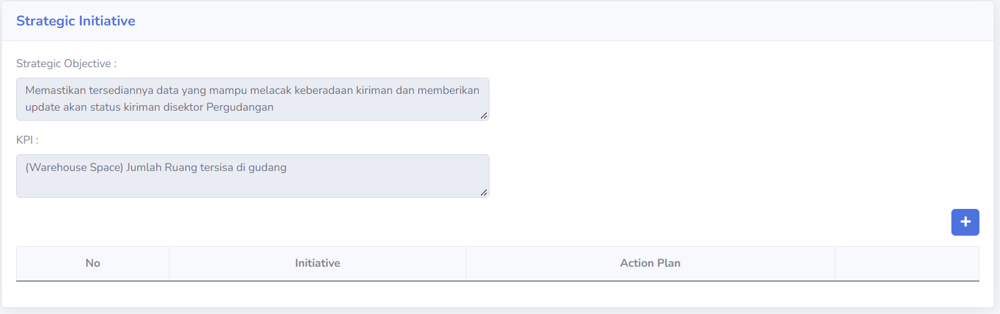 Strategic Initiative
Strategic Objective :
Memastikan tersediannya data yang mampu melacak keberadaan kiriman dan memberikan
update akan status kiriman disektor Pergudangan
KPI :
(Warehouse Space) Jumlah Ruang tersisa di gudang
+
No Initiative Action Plan